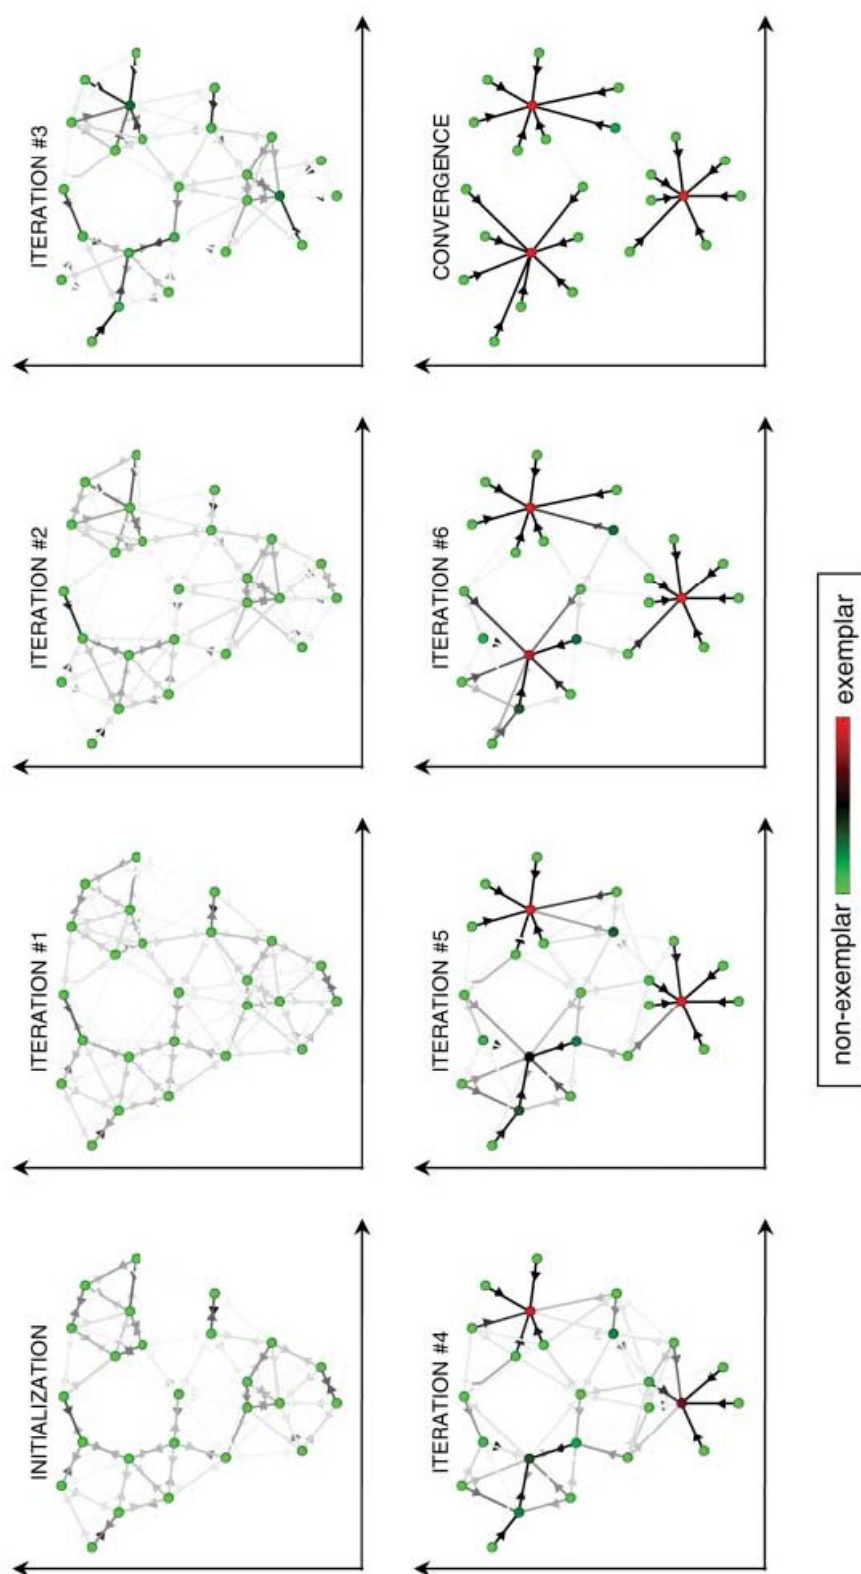 INITIALIZATION
ITERATION #1
ITERATION #2
ITERATION #3
ITERATION #4
ITERATION #5
ITERATION #6
CONVERGENCE
non-exemplar exemplar